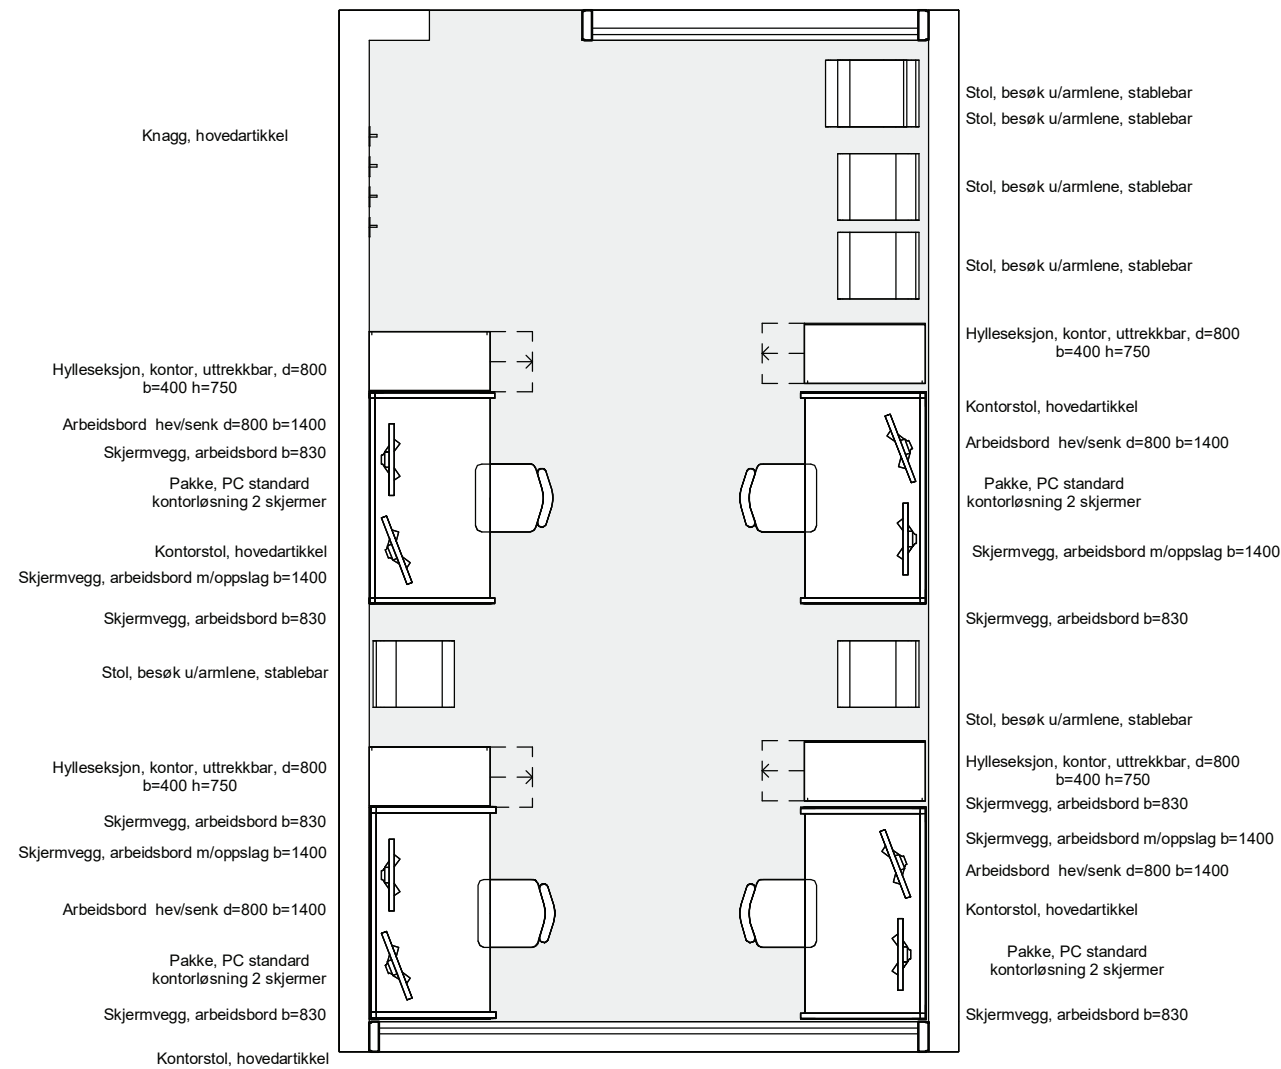 Knagg, hovedartikkel
Hylleseksjon, kontor, uttrekkbar, d=800
b=400 h=750
Arbeidsbord  hev/senk d=800 b=1400
Skjermvegg, arbeidsbord b=830
Pakke, PC standard
kontorløsning 2 skjermer
Kontorstol, hovedartikkel
Skjermvegg, arbeidsbord m/oppslag b=1400
Skjermvegg, arbeidsbord b=830
Stol, besøk u/armlene, stablebar
Hylleseksjon, kontor, uttrekkbar, d=800
b=400 h=750
Skjermvegg, arbeidsbord b=830
Skjermvegg, arbeidsbord m/oppslag b=1400
Arbeidsbord  hev/senk d=800 b=1400
Pakke, PC standard
kontorløsning 2 skjermer
Skjermvegg, arbeidsbord b=830
Kontorstol, hovedartikkel
Stol, besøk u/armlene, stablebar
Stol, besøk u/armlene, stablebar
Stol, besøk u/armlene, stablebar
Stol, besøk u/armlene, stablebar
Hylleseksjon, kontor, uttrekkbar, d=800
b=400 h=750
Kontorstol, hovedartikkel
Arbeidsbord  hev/senk d=800 b=1400
Pakke, PC standard
kontorløsning 2 skjermer
Skjermvegg, arbeidsbord m/oppslag b=1400
Skjermvegg, arbeidsbord b=830
Stol, besøk u/armlene, stablebar
Hylleseksjon, kontor, uttrekkbar, d=800
b=400 h=750
Skjermvegg, arbeidsbord b=830
Skjermvegg, arbeidsbord m/oppslag b=1400
Arbeidsbord  hev/senk d=800 b=1400
Kontorstol, hovedartikkel
Pakke, PC standard
kontorløsning 2 skjermer
Skjermvegg, arbeidsbord b=830